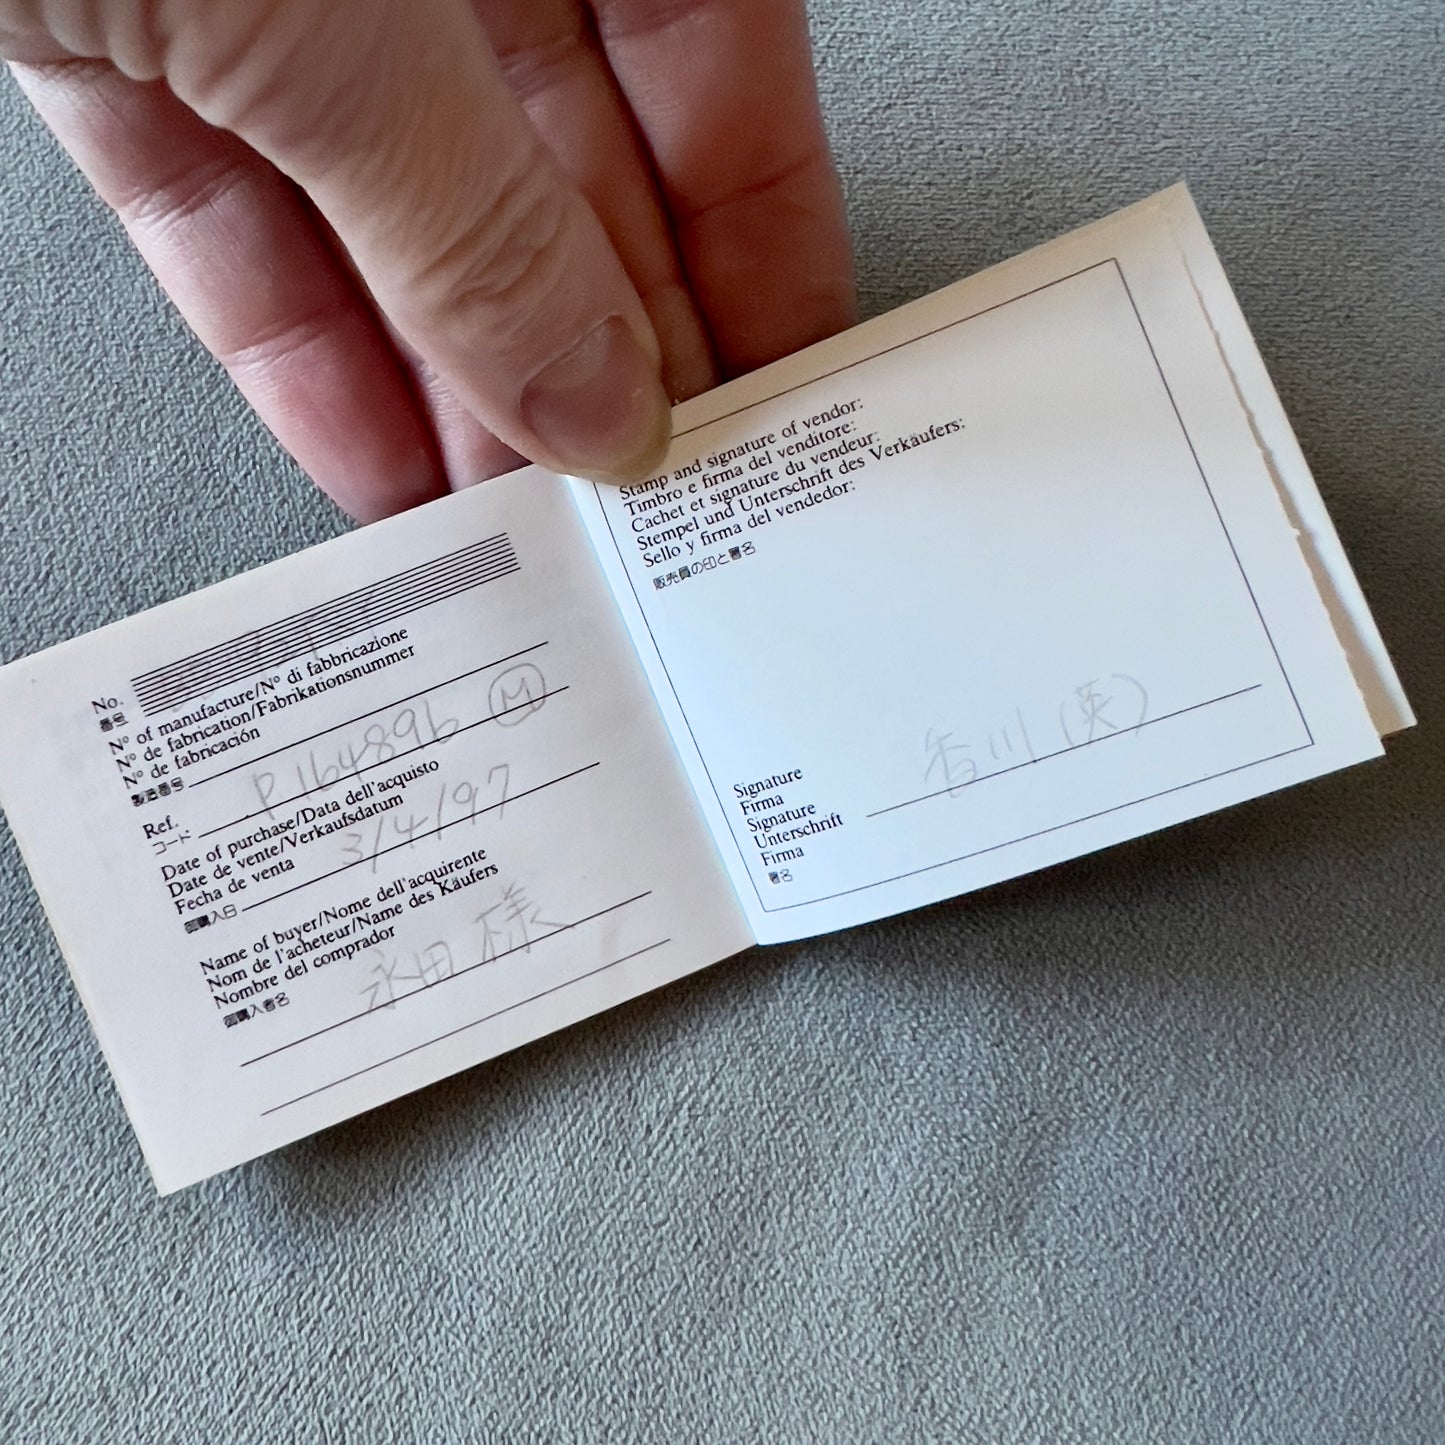 No.
番号
N° of manufacture/N° di fabbricazione
N° de fabrication/Fabrikationsnummer
N° de fabricación
製造番号
Ref. P.164896 M
コード
Date of purchase/Data dell'acquisto
Date de vente/Verkaufsdatum
Fecha de venta 3/4/97
御購入日
Name of buyer/Nome dell'acquirente
Nom de l'acheteur/Name des Käufers
Nombre del comprador
御購入者名 永田 様
Stamp and signature of vendor:
Timbro e firma del venditore:
Cachet et signature du vendeur:
Stempel und Unterschrift des Verkäufers:
Sello y firma del vendedor:
販売員の印と署名
Signature
Firma
Signature
Unterschrift 香川
Firma
署名